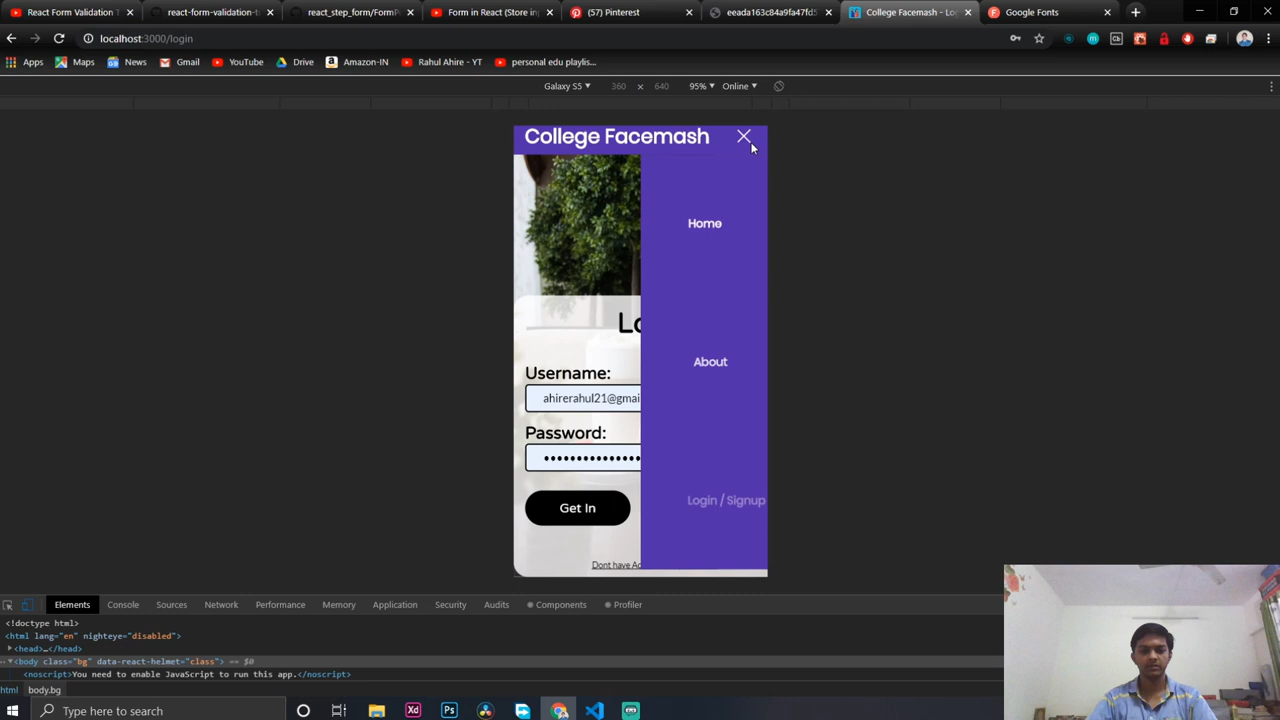 React Form Validation T
react-form-validation-t
react_step_form/FormP
Form in React (Store in
(57) Pinterest
eeada163c84a9fa47fd5
College Facemash - Lo
Google Fonts
localhost:3000/login
Apps
Maps
News
Gmail
YouTube
Drive
Amazon-IN
Rahul Ahire - YT
personal edu playlis...
Galaxy S5
360 × 640
95%
Online
College Facemash
Home
Lo
About
Username:
ahirerahul21@gmai
Password:
Login / Signup
Get In
Dont have Ac
Elements
Console
Sources
Network
Performance
Memory
Application
Security
Audits
Components
Profiler
<!doctype html>
<html lang="en" nighteye="disabled">
<head>…</head>
<body class="bg" data-react-helmet="class"> == $0
<noscript>You need to enable JavaScript to run this app.</noscript>
html
body.bg
Type here to search